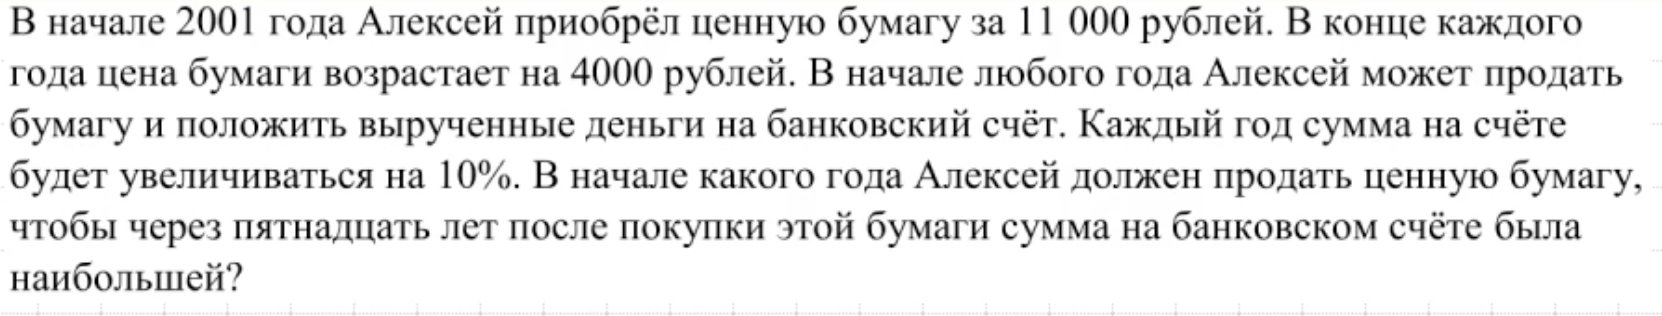 В начале 2001 года Алексей приобрёл ценную бумагу за 11 000 рублей. В конце каждого
года цена бумаги возрастает на 4000 рублей. В начале любого года Алексей может продать
бумагу и положить вырученные деньги на банковский счёт. Каждый год сумма на счёте
будет увеличиваться на 10%. В начале какого года Алексей должен продать ценную бумагу,
чтобы через пятнадцать лет после покупки этой бумаги сумма на банковском счёте была
наибольшей?